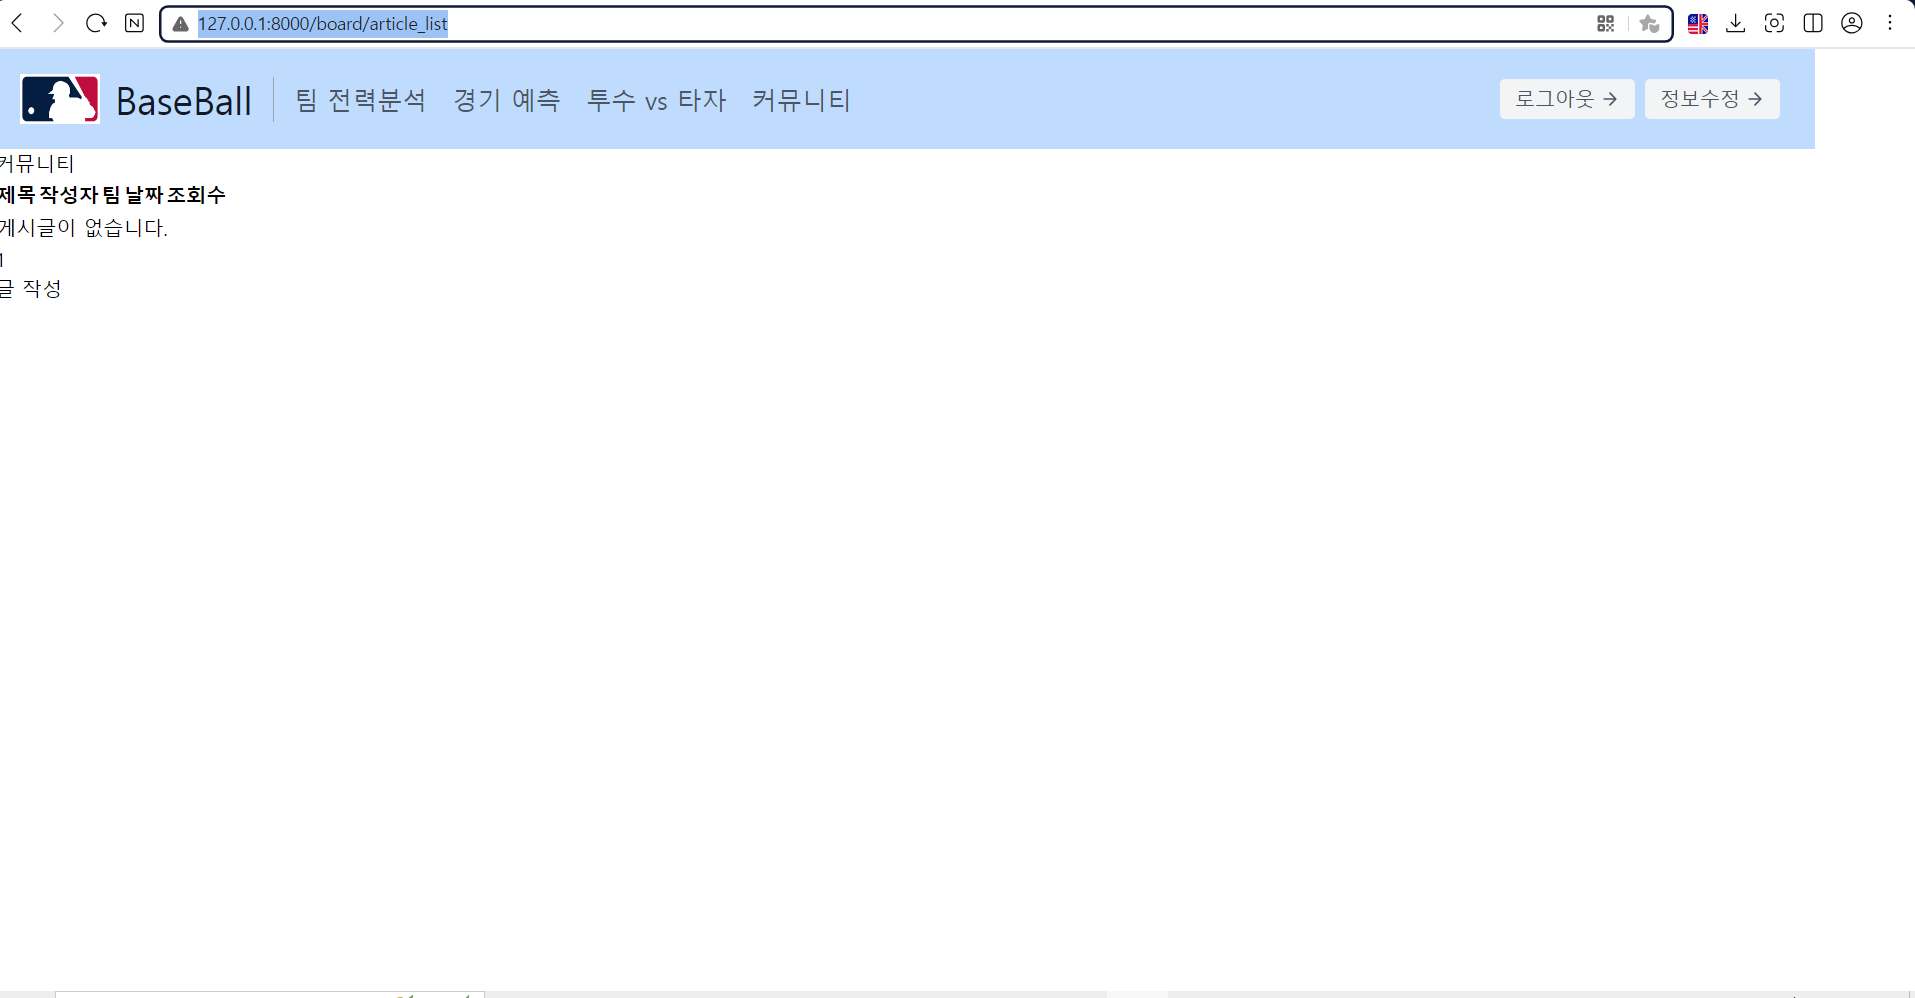 127.0.0.1:8000/board/article_list
BaseBall 팀 전력분석 경기 예측 투수 vs 타자 커뮤니티 로그아웃 → 정보수정 →
커뮤니티
제목 작성자 팀 날짜 조회수
게시글이 없습니다.
1
글 작성